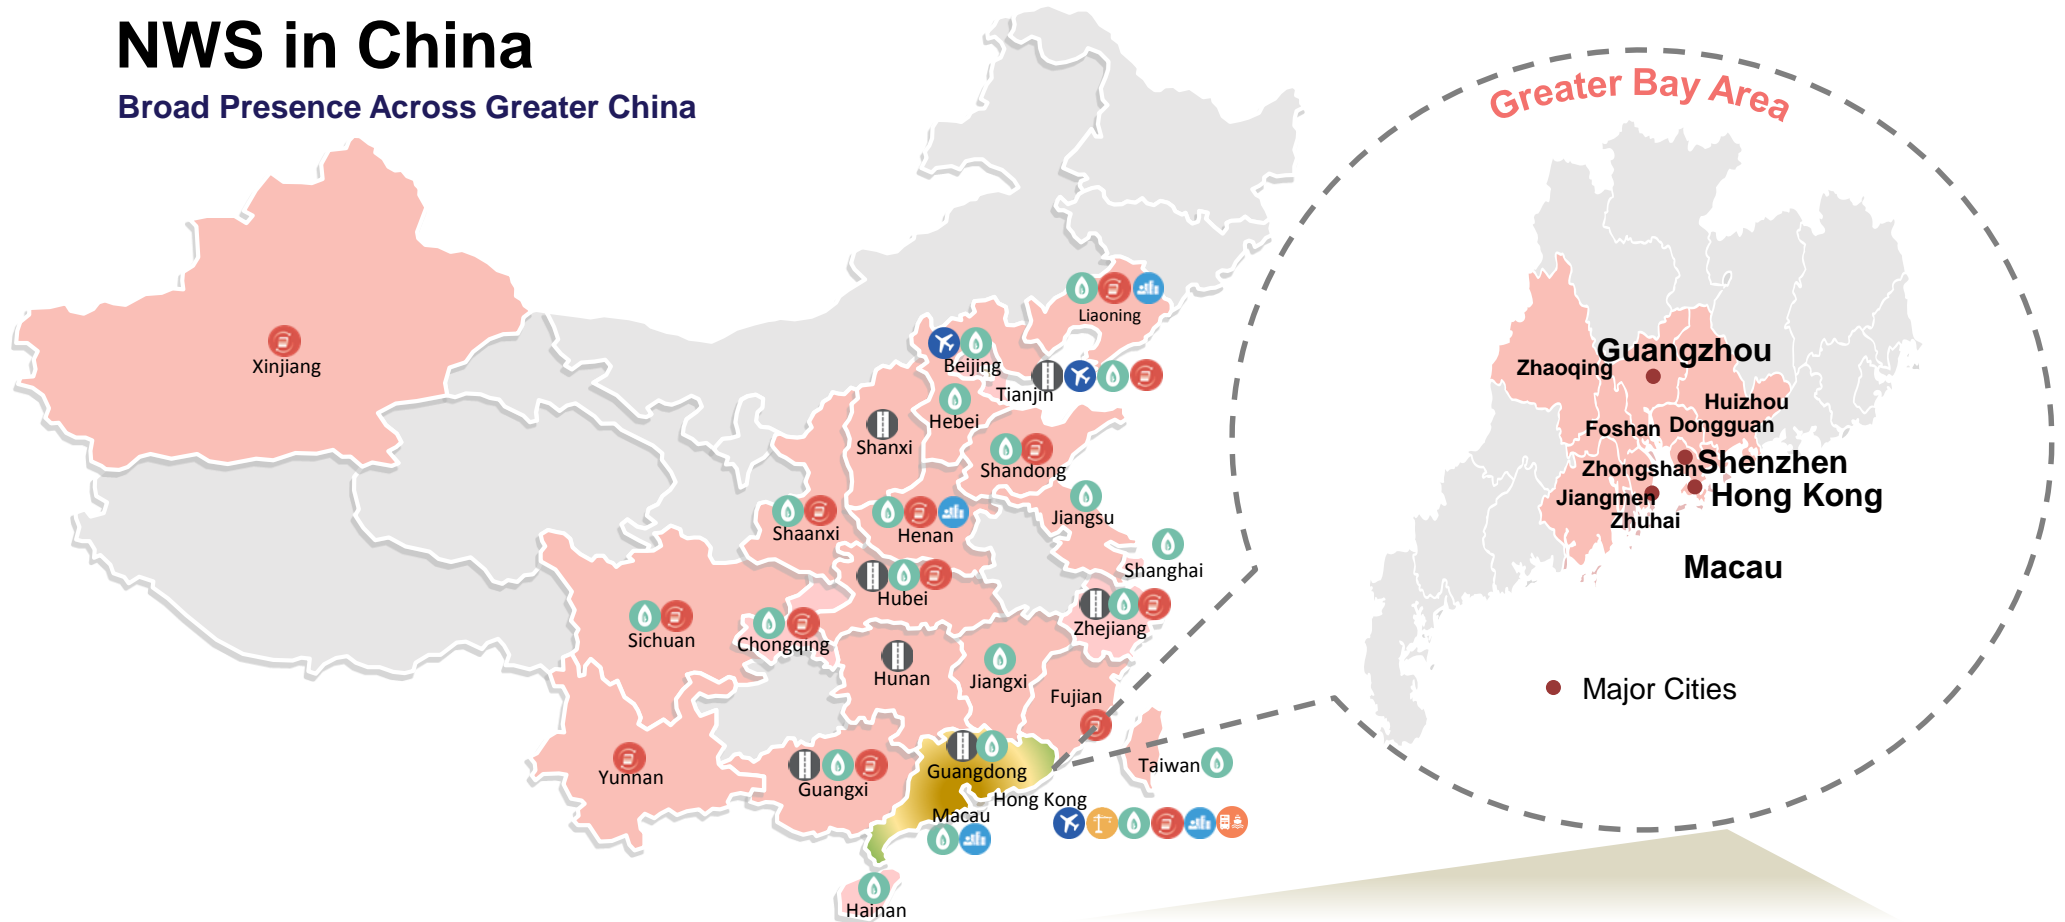 NWS in China
Broad Presence Across Greater China
Greater Bay Area
Xinjiang
Liaoning
Beijing
Tianjin
Hebei
Shanxi
Shandong
Jiangsu
Shaanxi
Henan
Shanghai
Hubei
Zhejiang
Sichuan
Chongqing
Hunan
Jiangxi
Fujian
Yunnan
Guangxi
Guangdong
Taiwan
Hong Kong
Macau
Hainan
Guangzhou
Zhaoqing
Huizhou
Foshan
Dongguan
Zhongshan
Shenzhen
Jiangmen
Hong Kong
Zhuhai
Macau
Major Cities